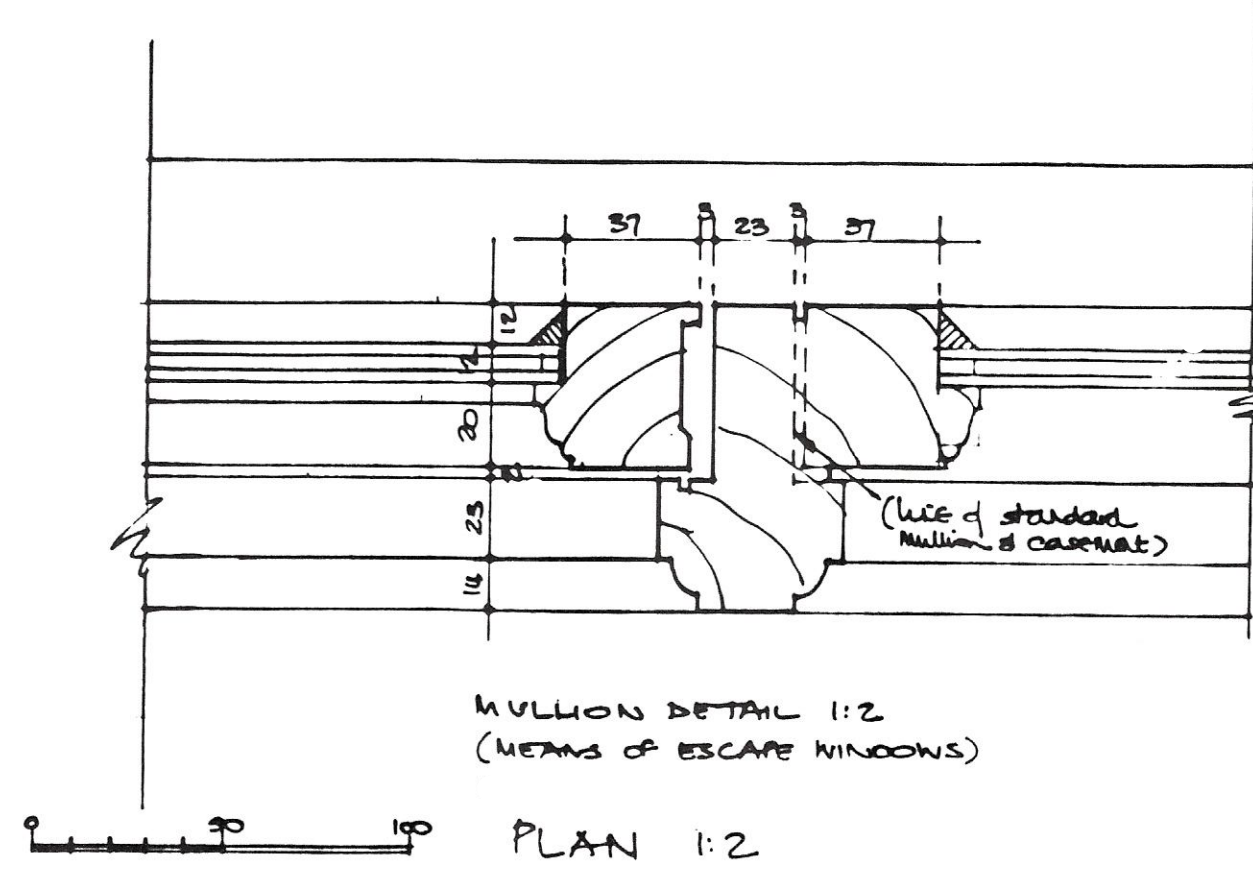 37 3 23 3 37
12
12
20
23
14
(line of standard
mullion & casement)
MULLION DETAIL 1:2
(MEANS OF ESCAPE WINDOWS)
0 50 100
PLAN 1:2